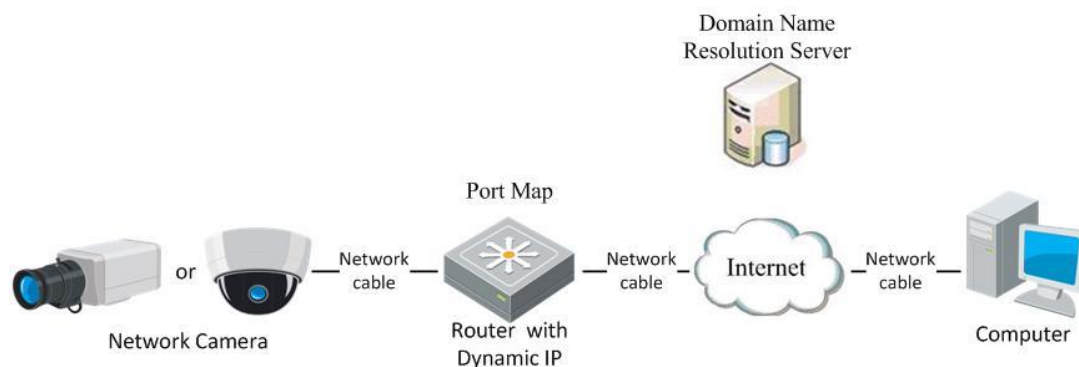 Domain Name
Resolution Server
Port Map
or
Network
cable
Network
cable
Internet
Network
cable
Network Camera
Router with
Dynamic IP
Computer